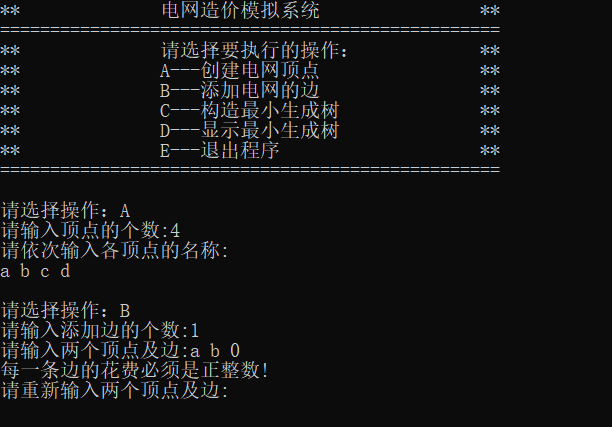 ** 电网造价模拟系统 **
==================================================
** 请选择要执行的操作: **
** A---创建电网顶点 **
** B---添加电网的边 **
** C---构造最小生成树 **
** D---显示最小生成树 **
** E---退出程序 **
==================================================
请选择操作: A
请输入顶点的个数:4
请依次输入各顶点的名称:
a b c d
请选择操作: B
请输入添加边的个数:1
请输入两个顶点及边:a b 0
每一条边的花费必须是正整数!
请重新输入两个顶点及边: